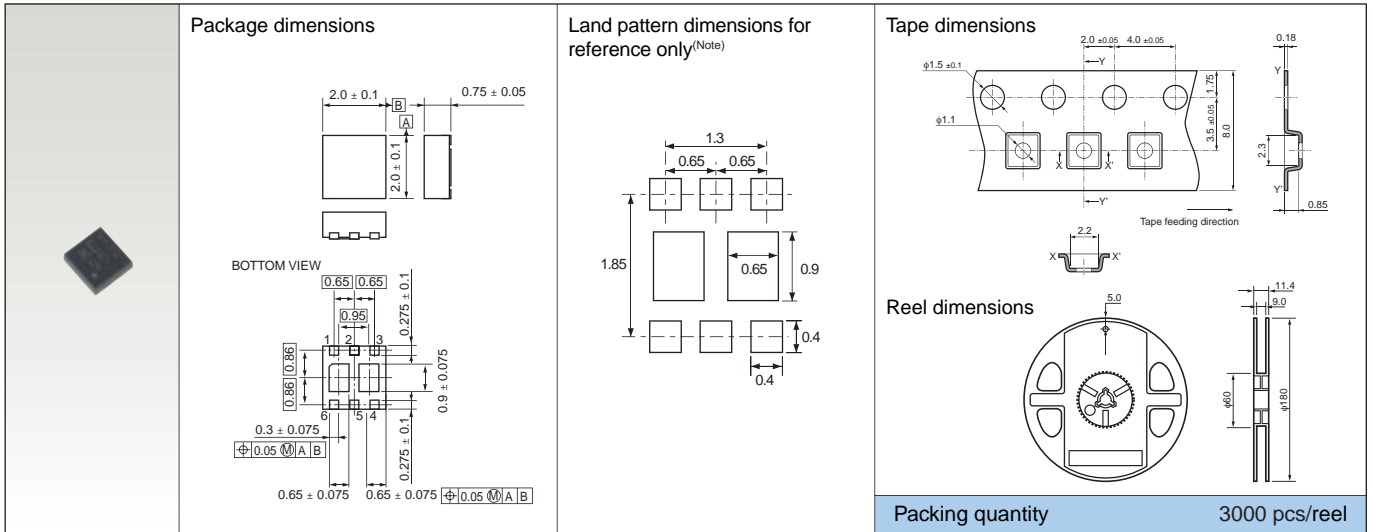 Package dimensions
2.0 ± 0.1
B
A
0.75 ± 0.05
2.0 ± 0.1
BOTTOM VIEW
0.65 0.65
0.275 ± 0.1
0.95
1 2 3
0.86
0.86
0.9 ± 0.075
6 5 4
0.3 ± 0.075
⌖ 0.05 Ⓜ A B
0.275 ± 0.1
0.65 ± 0.075 0.65 ± 0.075 ⌖ 0.05 Ⓜ A B
Land pattern dimensions for
reference only(Note)
1.3
0.65 0.65
1.85
0.65
0.9
0.4
0.4
Tape dimensions
2.0 ±0.05 4.0 ±0.05
0.18
φ1.5 ±0.1
Y
Y
1.75
φ1.1
3.5 ±0.05
8.0
2.3
X X'
Y'
Y'
0.85
Tape feeding direction
2.2
X X'
Reel dimensions
5.0
11.4
9.0
φ60
φ180
Packing quantity 3000 pcs/reel